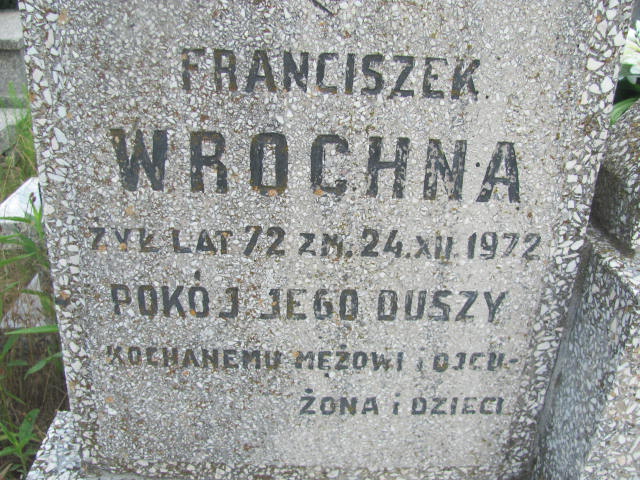 FRANCISZEK
WROCHNA
ŻYŁ LAT 72 ZM. 24.XII.1972
POKÓJ JEGO DUSZY
KOCHANEMU MĘŻOWI I OJCU-
ŻONA i DZIECI